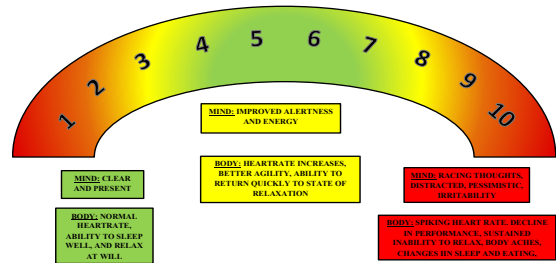 1 2 3 4 5 6 7 8 9 10
MIND: IMPROVED ALERTNESS
AND ENERGY
MIND: CLEAR
AND PRESENT
BODY: HEARTRATE INCREASES,
BETTER AGILITY, ABILITY TO
RETURN QUICKLY TO STATE OF
RELAXATION
MIND: RACING THOUGHTS,
DISTRACTED, PESSIMISTIC,
IRRITABILITY
BODY: NORMAL
HEARTRATE,
ABILITY TO SLEEP
WELL, AND RELAX
AT WILL
BODY: SPIKING HEART RATE, DECLINE
IN PERFORMANCE, SUSTAINED
INABILITY TO RELAX, BODY ACHES,
CHANGES IN SLEEP AND EATING.